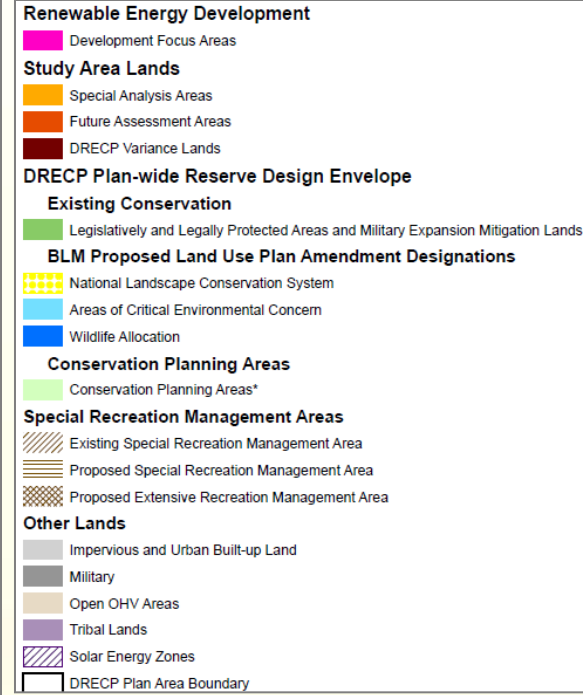 Renewable Energy Development
Development Focus Areas
Study Area Lands
Special Analysis Areas
Future Assessment Areas
DRECP Variance Lands
DRECP Plan-wide Reserve Design Envelope
Existing Conservation
Legislatively and Legally Protected Areas and Military Expansion Mitigation Lands
BLM Proposed Land Use Plan Amendment Designations
National Landscape Conservation System
Areas of Critical Environmental Concern
Wildlife Allocation
Conservation Planning Areas
Conservation Planning Areas*
Special Recreation Management Areas
Existing Special Recreation Management Area
Proposed Special Recreation Management Area
Proposed Extensive Recreation Management Area
Other Lands
Impervious and Urban Built-up Land
Military
Open OHV Areas
Tribal Lands
Solar Energy Zones
DRECP Plan Area Boundary